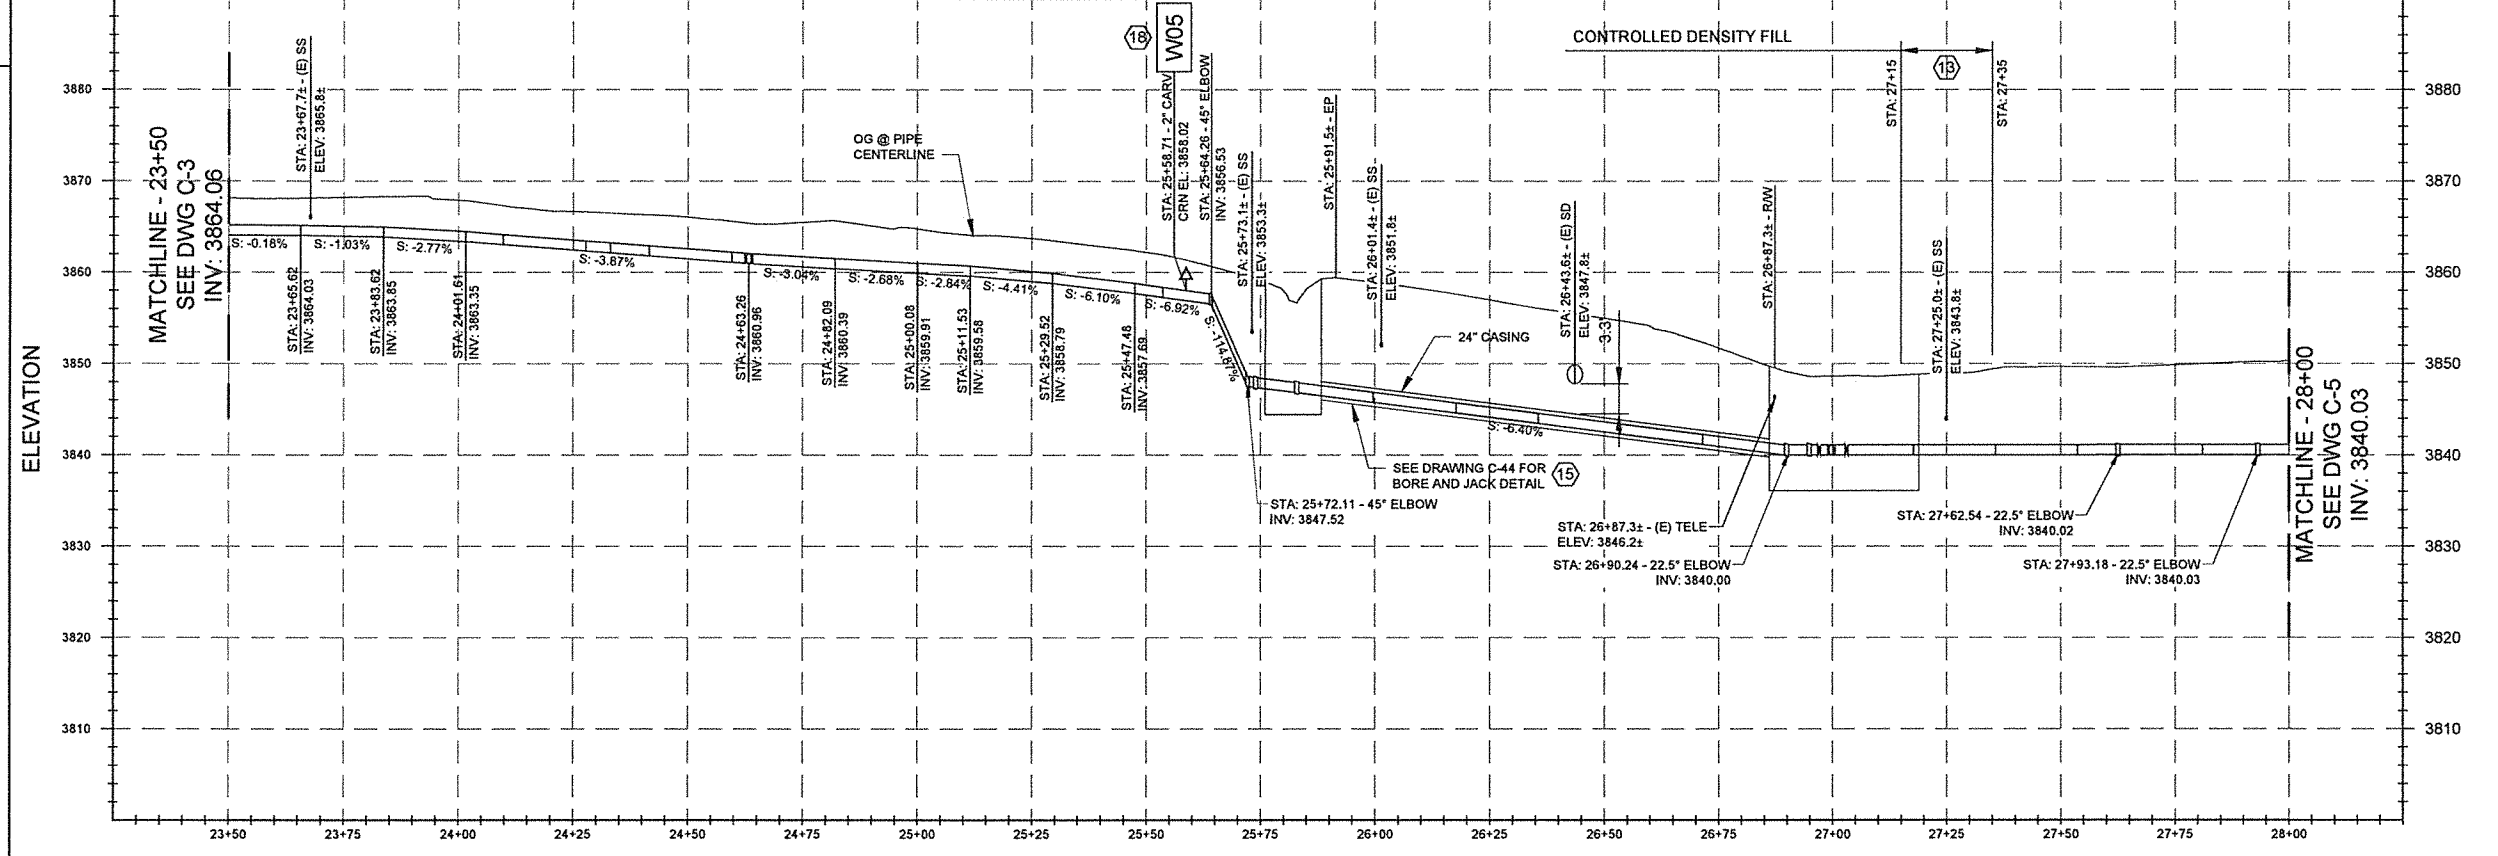 ELEVATION
3880
3870
3860
3850
3840
3830
3820
3810
MATCHLINE - 23+50
SEE DWG C-3
INV: 3864.06
STA: 23+67.7± - (E) SS
ELEV: 3865.8±
S: -0.18%
S: -1.03%
S: -2.77%
S: -3.87%
S: -3.04%
S: -2.68%
S: -2.84%
S: -4.41%
S: -6.10%
S: -6.92%
S: -114.87%
S: -6.40%
STA: 23+65.62
INV: 3864.03
STA: 23+83.62
INV: 3863.85
STA: 24+01.61
INV: 3863.35
STA: 24+63.26
INV: 3860.96
STA: 24+82.09
INV: 3860.39
STA: 25+00.08
INV: 3859.91
STA: 25+11.53
INV: 3859.58
STA: 25+29.52
INV: 3858.79
STA: 25+47.48
INV: 3857.69
OG @ PIPE
CENTERLINE
18
W05
STA: 25+58.71 - 2" CARV
CRN EL: 3858.02
STA: 25+64.26 - 45° ELBOW
INV: 3856.53
STA: 25+73.1± - (E) SS
ELEV: 3853.3±
STA: 25+91.5± - EP
STA: 26+01.4± - (E) SS
ELEV: 3851.8±
24" CASING
STA: 26+43.6± - (E) SD
ELEV: 3847.8±
3.3'
STA: 26+87.3± - R/W
CONTROLLED DENSITY FILL
13
STA: 27+15
STA: 27+35
STA: 27+25.0± - (E) SS
ELEV: 3843.8±
SEE DRAWING C-44 FOR
BORE AND JACK DETAIL
15
STA: 25+72.11 - 45° ELBOW
INV: 3847.52
STA: 26+87.3± - (E) TELE
ELEV: 3846.2±
STA: 26+90.24 - 22.5° ELBOW
INV: 3840.00
STA: 27+62.54 - 22.5° ELBOW
INV: 3840.02
STA: 27+93.18 - 22.5° ELBOW
INV: 3840.03
MATCHLINE - 28+00
SEE DWG C-5
INV: 3840.03
3880
3870
3860
3850
3840
3830
3820
3810
23+50
23+75
24+00
24+25
24+50
24+75
25+00
25+25
25+50
25+75
26+00
26+25
26+50
26+75
27+00
27+25
27+50
27+75
28+00